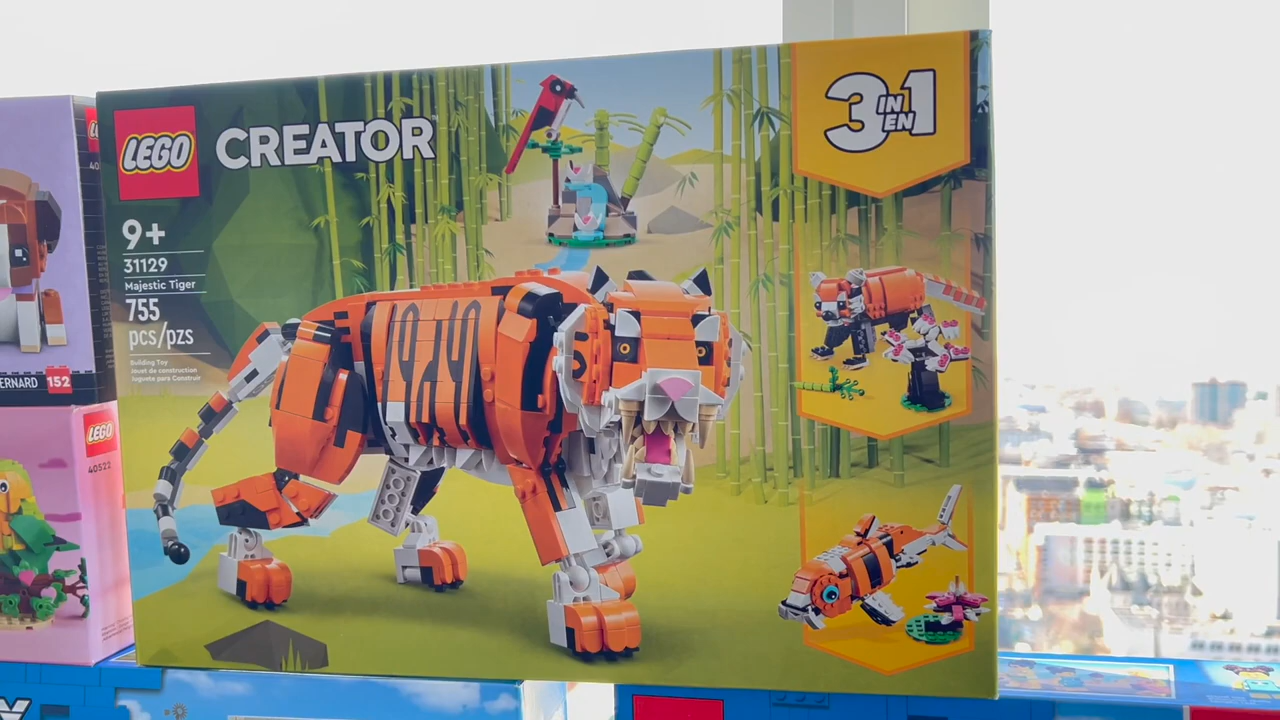 LEGO
CREATOR
3 IN EN 1
9+
31129
Majestic Tiger
755
pcs/pzs
Building Toy
Jouet de construction
Juguete para Construir
ERNARD 152
LEGO
40522